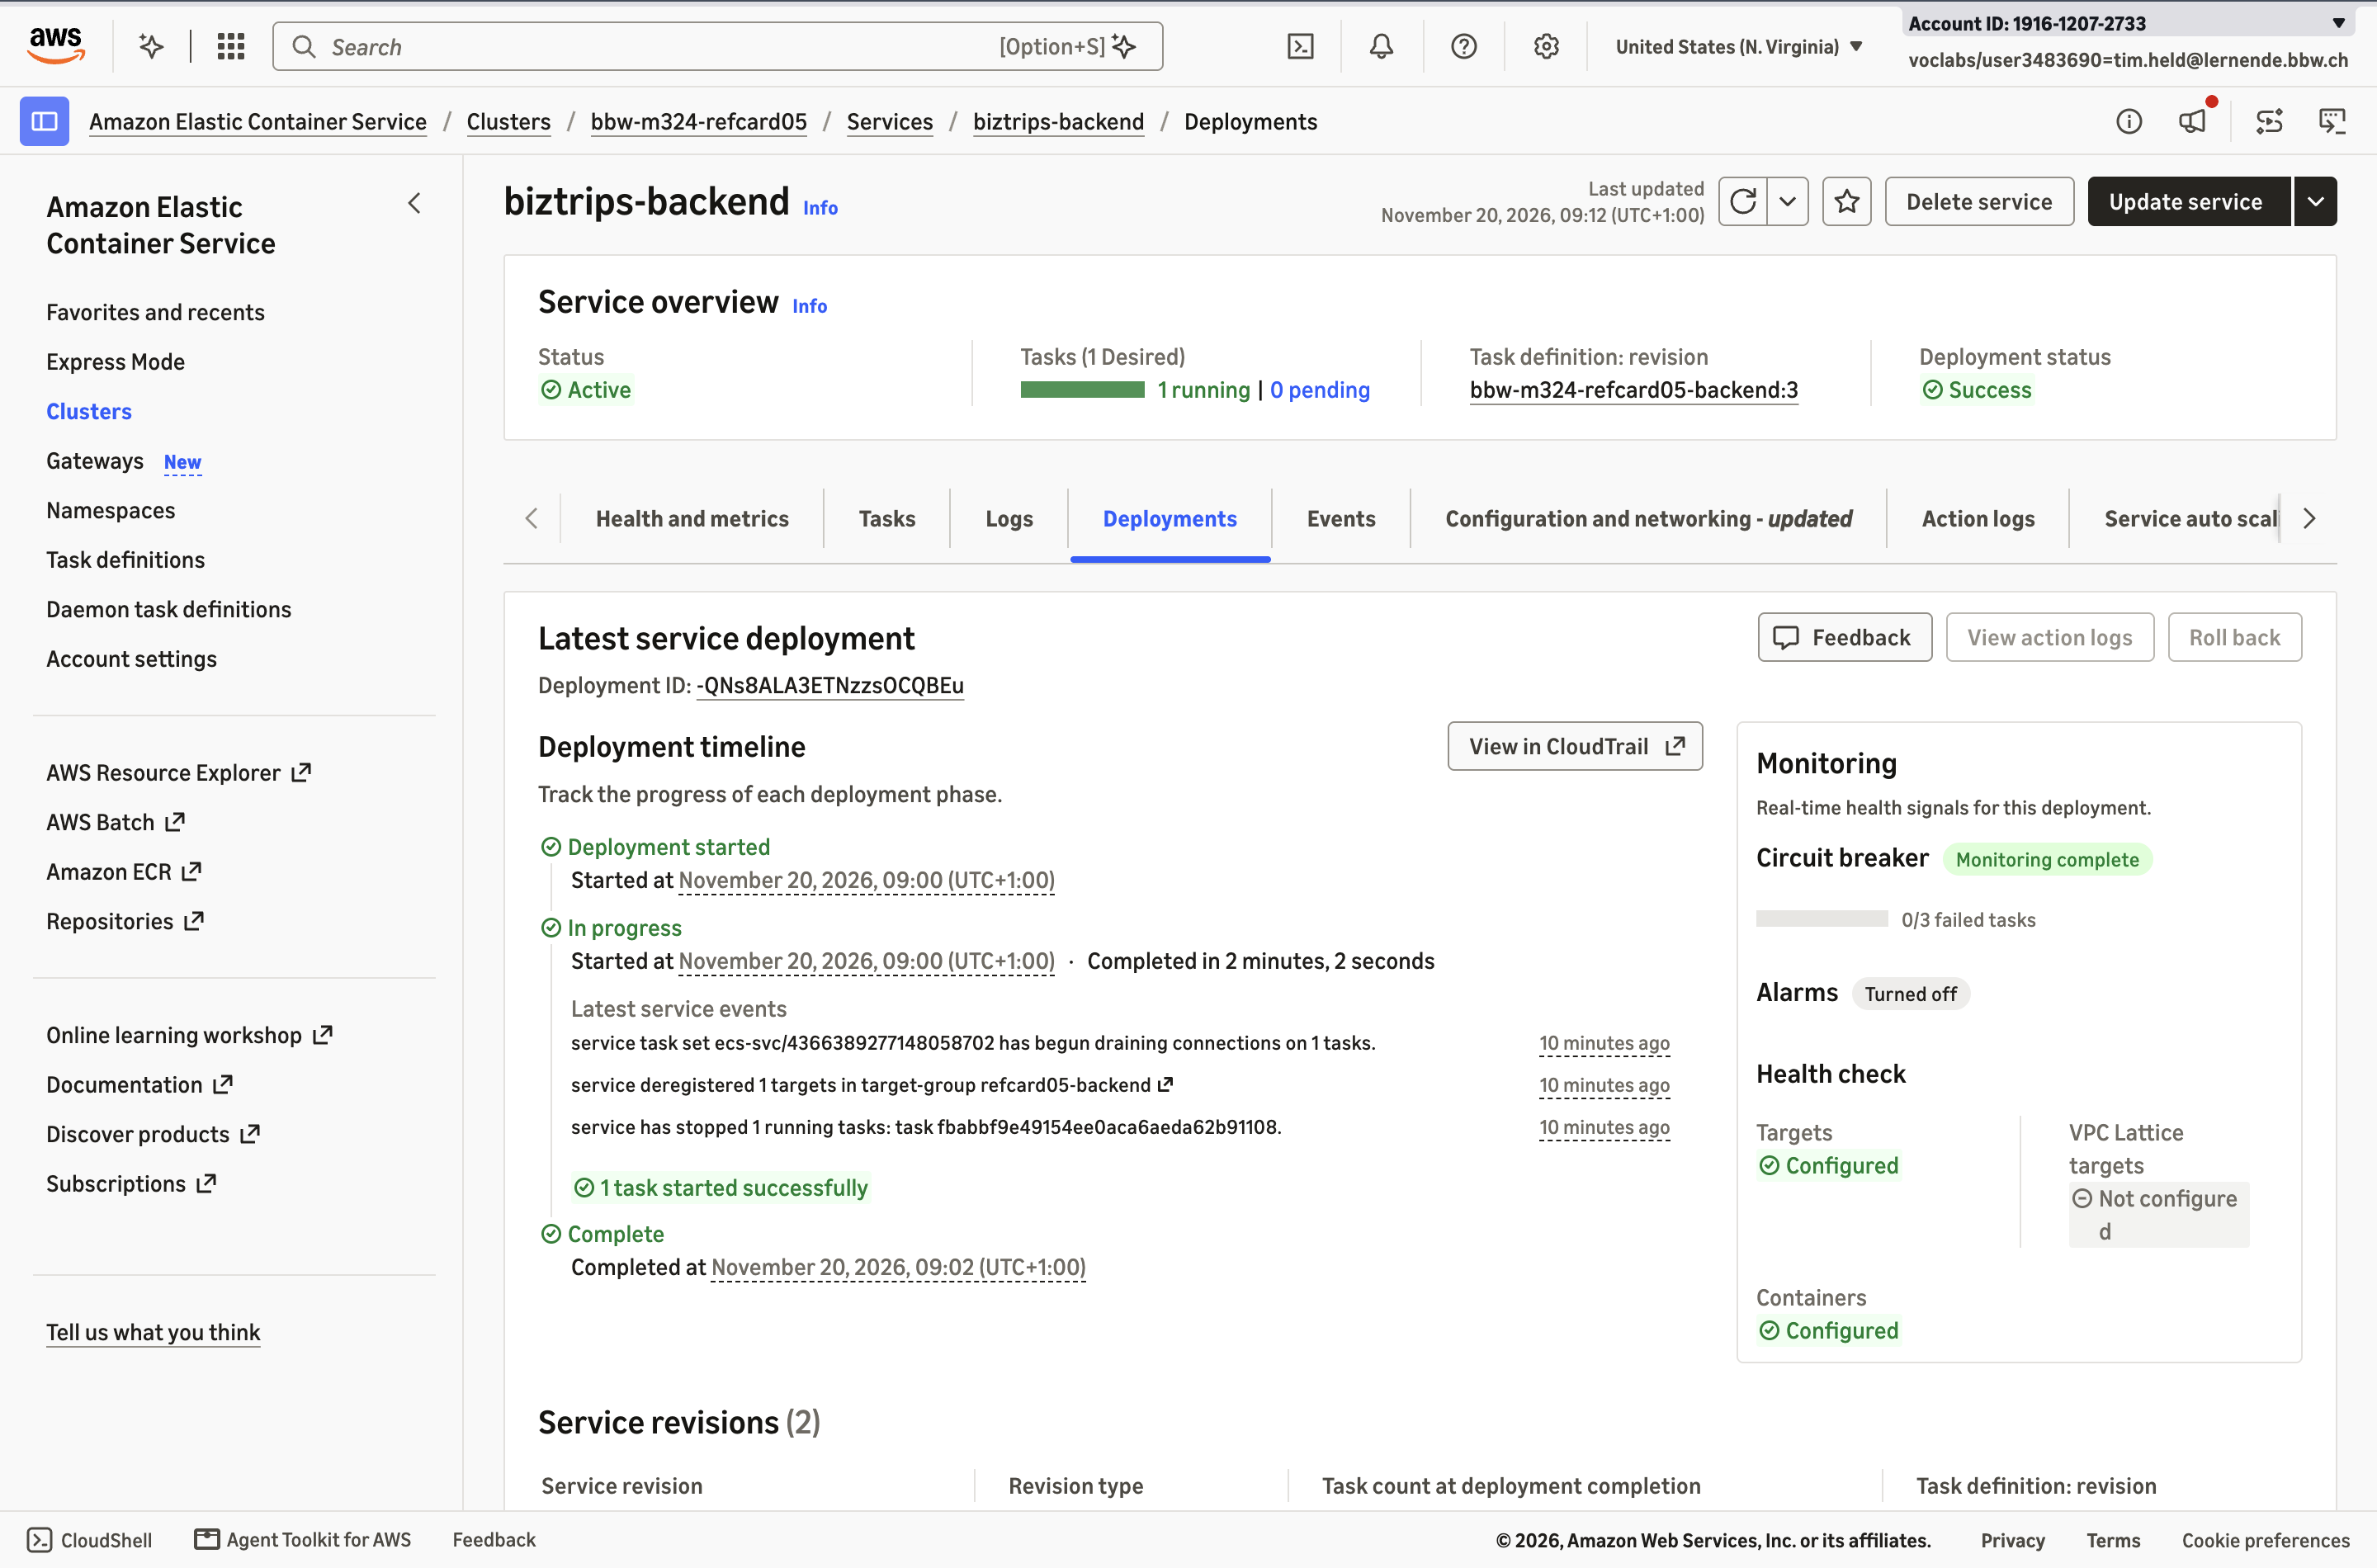 aws
Search [Option+S]
United States (N. Virginia)
Account ID: 1916-1207-2733
voclabs/user3483690=tim.held@lernende.bbw.ch
Amazon Elastic Container Service / Clusters / bbw-m324-refcard05 / Services / biztrips-backend / Deployments
Amazon Elastic
Container Service
Favorites and recents
Express Mode
Clusters
Gateways New
Namespaces
Task definitions
Daemon task definitions
Account settings
AWS Resource Explorer
AWS Batch
Amazon ECR
Repositories
Online learning workshop
Documentation
Discover products
Subscriptions
Tell us what you think
biztrips-backend Info
Last updated
November 20, 2026, 09:12 (UTC+1:00)
Delete service
Update service
Service overview Info
Status
Active
Tasks (1 Desired)
1 running | 0 pending
Task definition: revision
bbw-m324-refcard05-backend:3
Deployment status
Success
Health and metrics
Tasks
Logs
Deployments
Events
Configuration and networking - updated
Action logs
Service auto scali
Latest service deployment
Feedback
View action logs
Roll back
Deployment ID: -QNs8ALA3ETNzzsOCQBEu
Deployment timeline
View in CloudTrail
Track the progress of each deployment phase.
Deployment started
Started at November 20, 2026, 09:00 (UTC+1:00)
In progress
Started at November 20, 2026, 09:00 (UTC+1:00) · Completed in 2 minutes, 2 seconds
Latest service events
service task set ecs-svc/4366389277148058702 has begun draining connections on 1 tasks. 10 minutes ago
service deregistered 1 targets in target-group refcard05-backend 10 minutes ago
service has stopped 1 running tasks: task fbabbf9e49154ee0aca6aeda62b91108. 10 minutes ago
1 task started successfully
Complete
Completed at November 20, 2026, 09:02 (UTC+1:00)
Monitoring
Real-time health signals for this deployment.
Circuit breaker Monitoring complete
0/3 failed tasks
Alarms Turned off
Health check
Targets
Configured
VPC Lattice
targets
Not configure
d
Containers
Configured
Service revisions (2)
Service revision
Revision type
Task count at deployment completion
Task definition: revision
CloudShell
Agent Toolkit for AWS
Feedback
© 2026, Amazon Web Services, Inc. or its affiliates.
Privacy
Terms
Cookie preferences